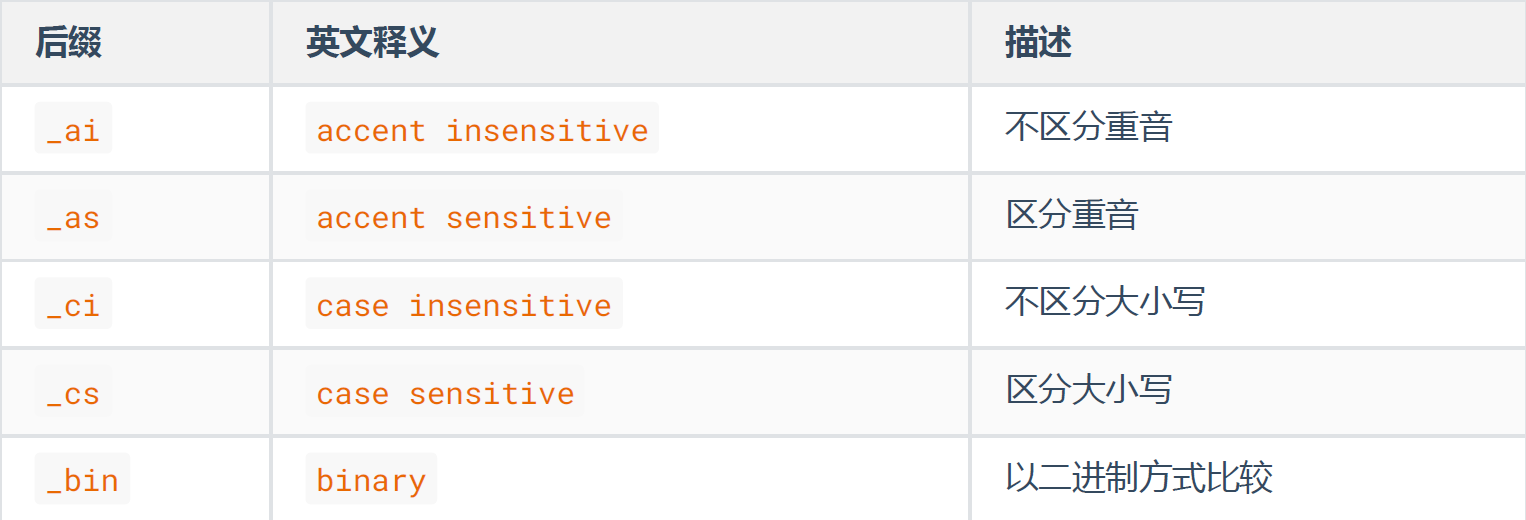 后缀 英文释义 描述
_ai accent insensitive 不区分重音
_as accent sensitive 区分重音
_ci case insensitive 不区分大小写
_cs case sensitive 区分大小写
_bin binary 以二进制方式比较